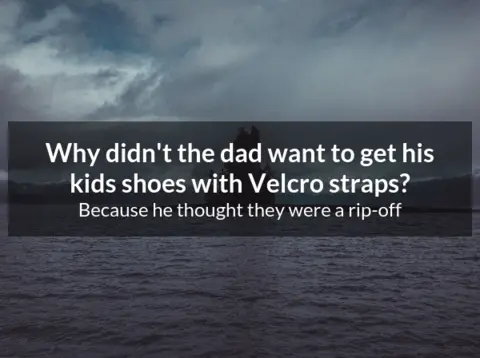 Why didn't the dad want to get his
kids shoes with Velcro straps?
Because he thought they were a rip-off